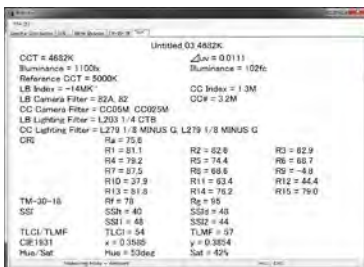 Untitled_03_4682K
CCT = 4682K ⊿uv = 0.0111
Illuminance = 1100lx Illuminance = 102fc
Reference CCT = 5000K
LB Index = -14MK⁻¹ CC Index = 1.3M
LB Camera Filter = 82A, 82 CC# = 3.2M
CC Camera Filter = CC05M, CC025M
LB Lighting Filter = L203 1/4 CTB
CC Lighting Filter = L279 1/8 MINUS G, L279 1/8 MINUS G
CRI Ra = 75.6
R1 = 81.1 R2 = 82.6 R3 = 82.9
R4 = 79.2 R5 = 74.4 R6 = 68.7
R7 = 87.5 R8 = 68.6 R9 = -4.8
R10 = 37.9 R11 = 63.4 R12 = 44.4
R13 = 81.8 R14 = 76.2 R15 = 79.0
TM-30-18 Rf = 78 Rg = 95
SSI SSIt = 40 SSId = 48
SSI1 = 48 SSI2 = 44
TLCI/TLMF TLCI = 54 TLMF = 57
CIE1931 x = 0.3585 y = 0.3854
Hue/Sat Hue = 53deg Sat = 42%